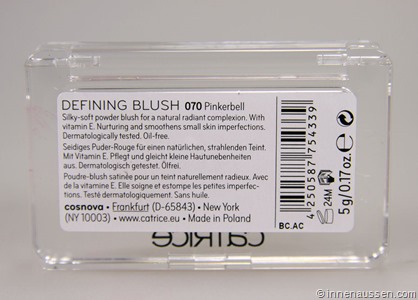 DEFINING BLUSH 070 Pinkerbell
Silky-soft powder blush for a natural radiant complexion. With
vitamin E. Nurturing and smoothens small skin imperfections.
Dermatologically tested. Oil-free.
Seidiges Puder-Rouge für einen natürlichen, strahlenden Teint.
Mit Vitamin E. Pflegt und gleicht kleine Hautunebenheiten
aus. Dermatologisch getestet. Ölfrei.
Poudre-blush satinée pour un teint naturellement radieux. Avec
de la vitamine E. Elle soigne et estompe les petites imperfec-
tions. Testé dermatologiquement. Sans huile.
cosnova • Frankfurt (D-65843) • New York
(NY 10003) • www.catrice.eu • Made in Poland
BC.AC
4 250587 754339
24M
5g/0.17oz.e
CATRICE
© innenaussen.com